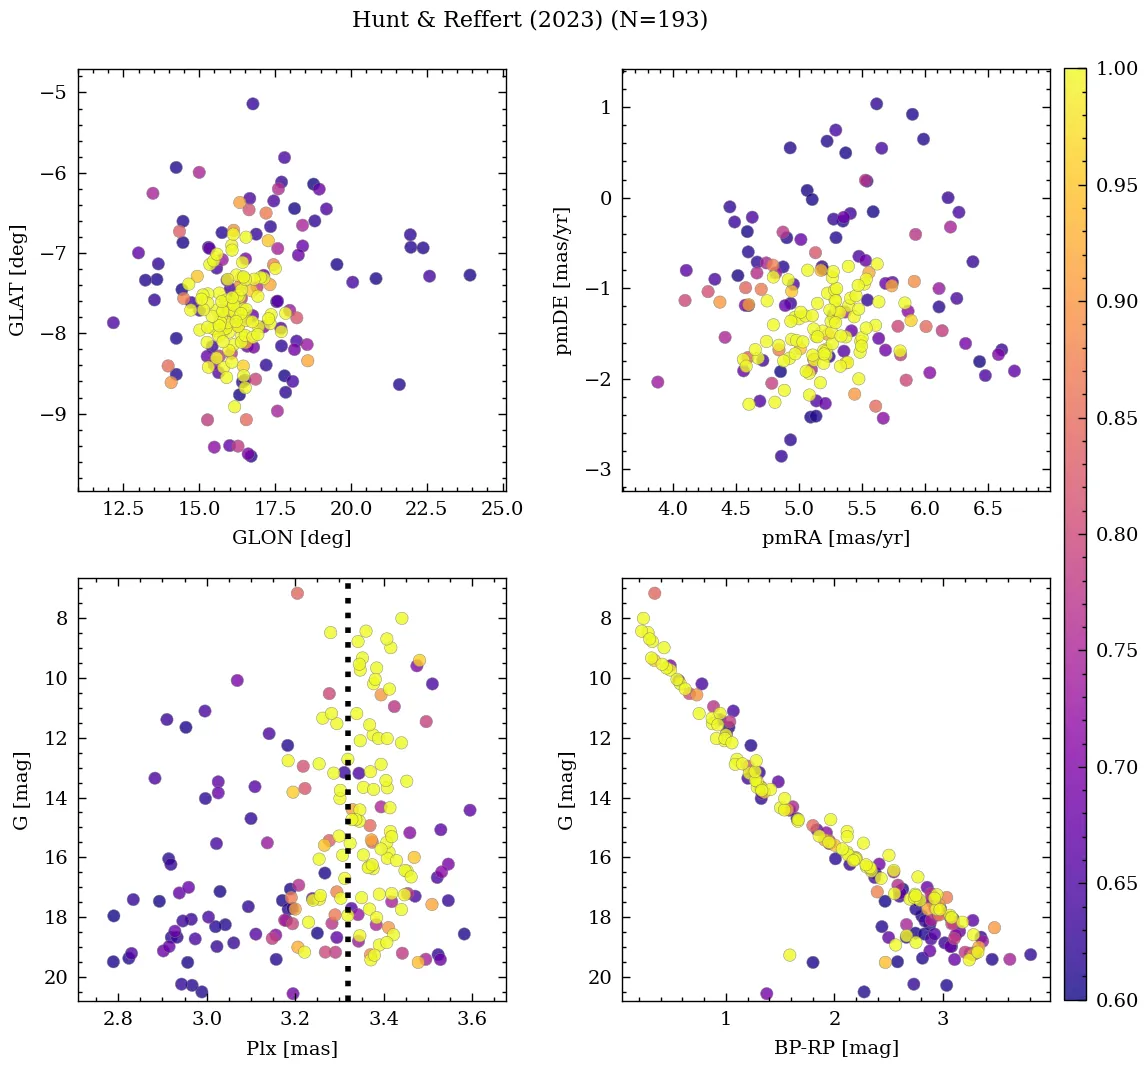 Hunt & Reffert (2023) (N=193)
−5
−6
−7
−8
−9
GLAT [deg]
12.5 15.0 17.5 20.0 22.5 25.0
GLON [deg]
1
0
−1
−2
−3
pmDE [mas/yr]
4.0 4.5 5.0 5.5 6.0 6.5
pmRA [mas/yr]
8
10
12
14
16
18
20
G [mag]
2.8 3.0 3.2 3.4 3.6
Plx [mas]
8
10
12
14
16
18
20
G [mag]
1 2 3
BP-RP [mag]
1.00
0.95
0.90
0.85
0.80
0.75
0.70
0.65
0.60